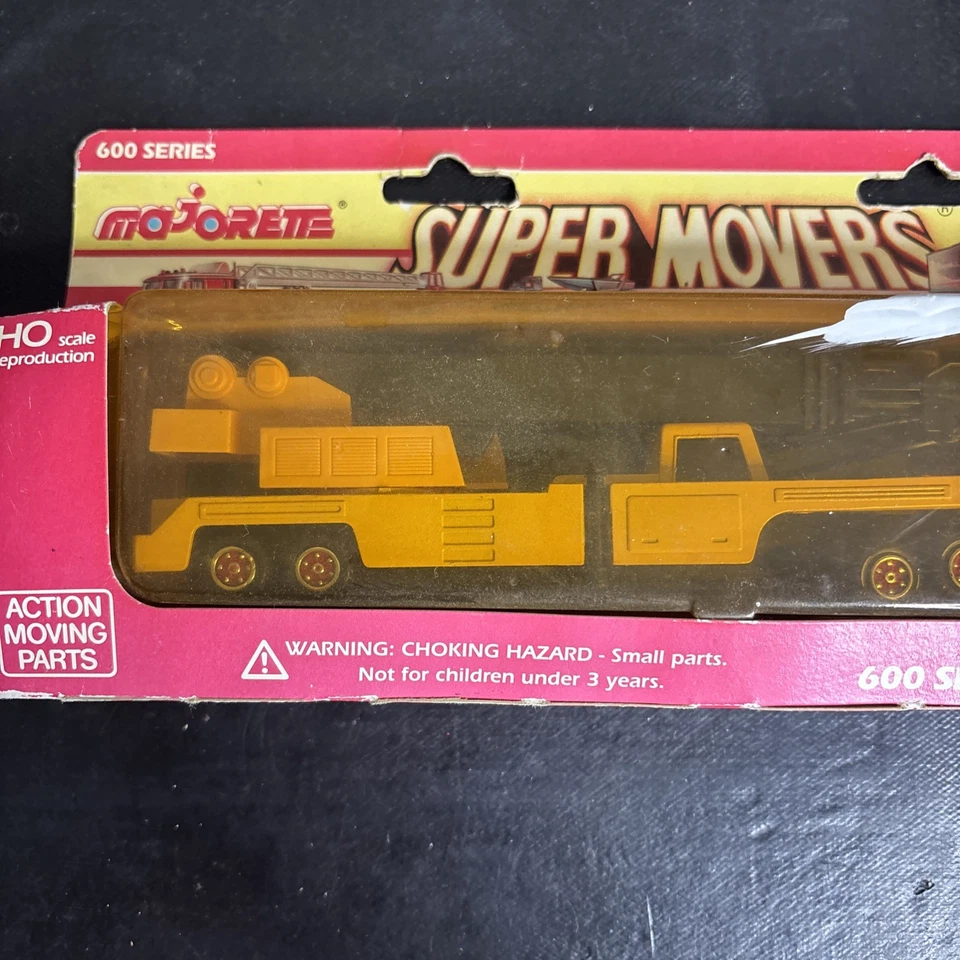 600 SERIES
MAJORETTE ®
SUPER MOVERS ®
HO scale
eproduction
ACTION
MOVING
PARTS
WARNING: CHOKING HAZARD - Small parts.
Not for children under 3 years.
600 S